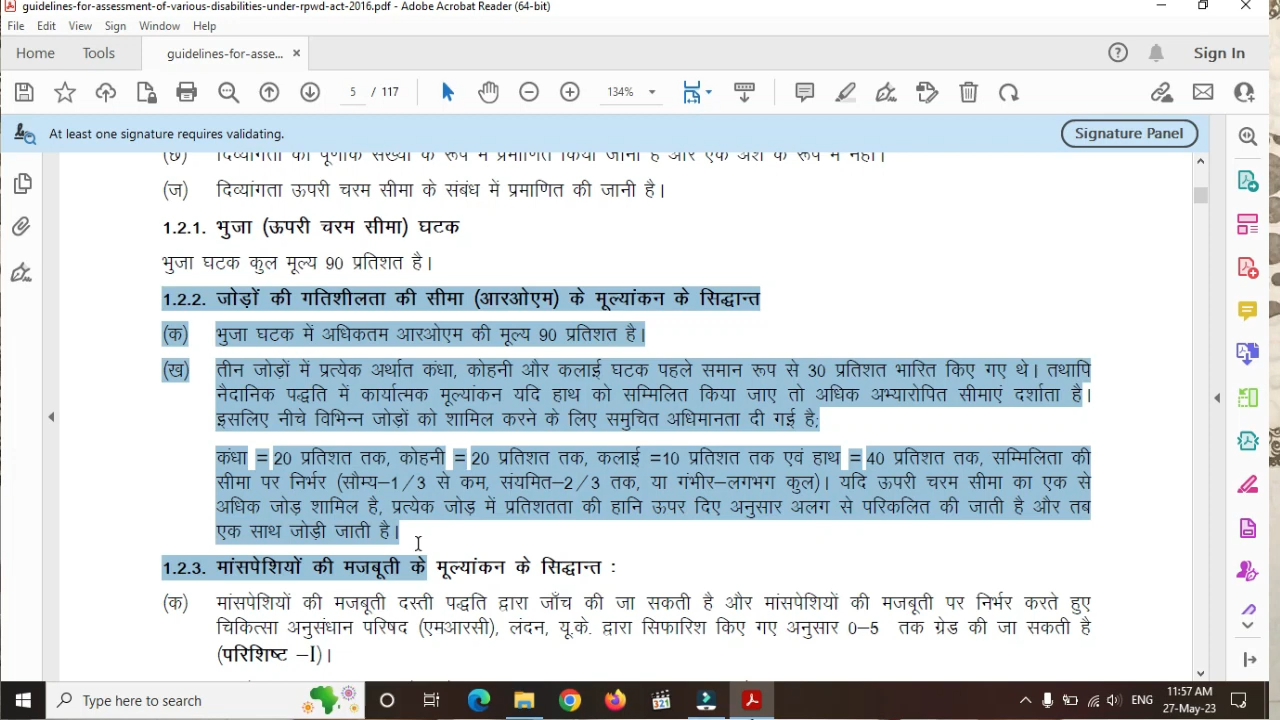 guidelines-for-assessment-of-various-disabilities-under-rpwd-act-2016.pdf - Adobe Acrobat Reader (64-bit)
File Edit View Sign Window Help
Home Tools guidelines-for-asse... Sign In
5 / 117 134%
At least one signature requires validating. Signature Panel
(छ) दिव्यांगता को पूर्णांक संख्या के रूप में प्रमाणित किया जाना है और एक अंश के रूप में नहीं।
(ज) दिव्यांगता ऊपरी चरम सीमा के संबंध में प्रमाणित की जानी है।
1.2.1. भुजा (ऊपरी चरम सीमा) घटक
भुजा घटक कुल मूल्य 90 प्रतिशत है।
1.2.2. जोड़ों की गतिशीलता की सीमा (आरओएम) के मूल्यांकन के सिद्धान्त
(क) भुजा घटक में अधिकतम आरओएम की मूल्य 90 प्रतिशत है।
(ख) तीन जोड़ों में प्रत्येक अर्थात कंधा, कोहनी और कलाई घटक पहले समान रूप से 30 प्रतिशत भारित किए गए थे। तथापि
नैदानिक पद्धति में कार्यात्मक मूल्यांकन यदि हाथ को सम्मिलित किया जाए तो अधिक अभ्यारोपित सीमाएं दर्शाता है।
इसलिए नीचे विभिन्न जोड़ों को शामिल करने के लिए समुचित अधिमानता दी गई है;
कंधा = 20 प्रतिशत तक, कोहनी = 20 प्रतिशत तक, कलाई =10 प्रतिशत तक एवं हाथ = 40 प्रतिशत तक, सम्मिलिता की
सीमा पर निर्भर (सौम्य–1/3 से कम, संयमित–2/3 तक, या गंभीर–लगभग कुल)। यदि ऊपरी चरम सीमा का एक से
अधिक जोड़ शामिल है, प्रत्येक जोड़ में प्रतिशतता की हानि ऊपर दिए अनुसार अलग से परिकलित की जाती है और तब
एक साथ जोड़ी जाती है।
1.2.3. मांसपेशियों की मजबूती के मूल्यांकन के सिद्धान्त :
(क) मांसपेशियों की मजबूती दस्ती पद्धति द्वारा जाँच की जा सकती है और मांसपेशियों की मजबूती पर निर्भर करते हुए
चिकित्सा अनुसंधान परिषद (एमआरसी), लंदन, यू.के. द्वारा सिफारिश किए गए अनुसार 0–5 तक ग्रेड की जा सकती है
(परिशिष्ट –I)।
Type here to search
321
ENG
11:57 AM
27-May-23